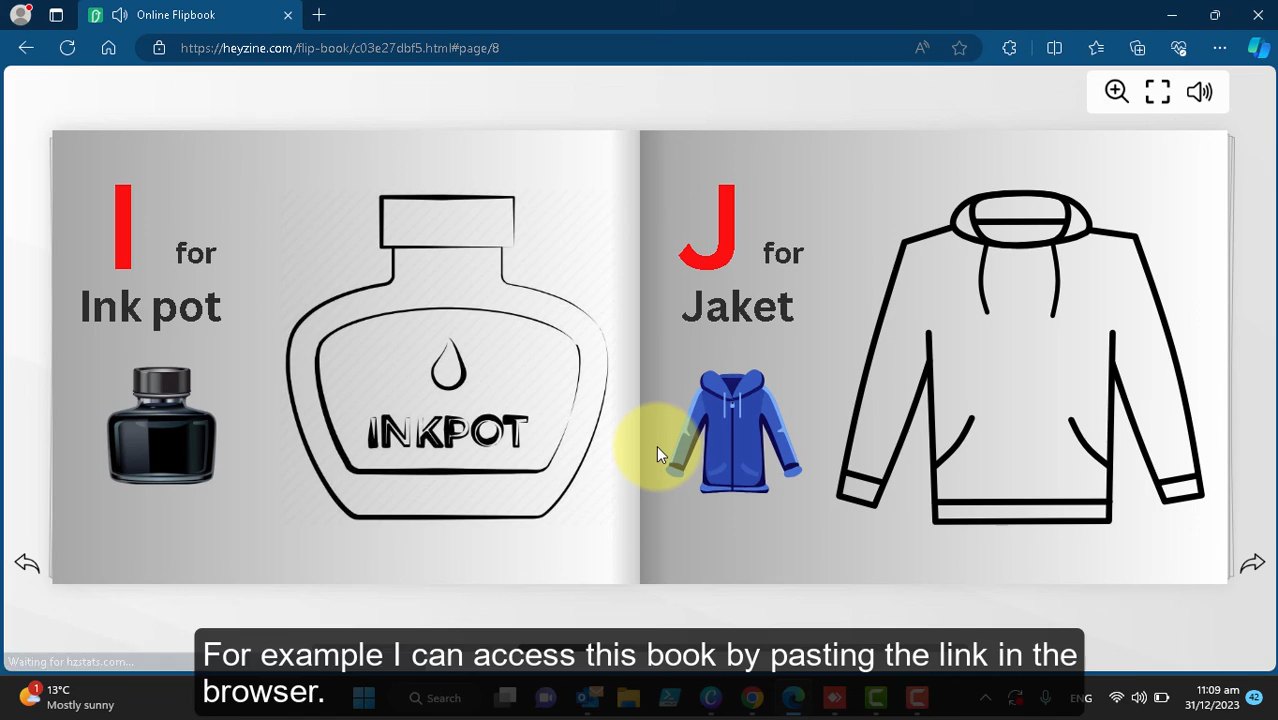 Online Flipbook
https://heyzine.com/flip-book/c03e27dbf5.html#page/8
I for
Ink pot
INKPOT
J for
Jaket
For example I can access this book by pasting the link in the
browser.
Waiting for hzstats.com...
1
13°C
Mostly sunny
Search
ENG
11:09 am
31/12/2023
42